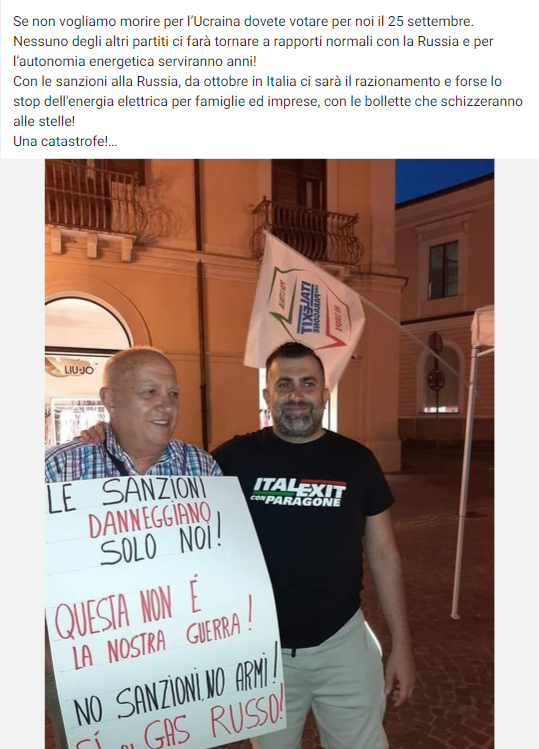 Se non vogliamo morire per l'Ucraina dovete votare per noi il 25 settembre.
Nessuno degli altri partiti ci farà tornare a rapporti normali con la Russia e per
l'autonomia energetica serviranno anni!
Con le sanzioni alla Russia, da ottobre in Italia ci sarà il razionamento e forse lo
stop dell'energia elettrica per famiglie ed imprese, con le bollette che schizzeranno
alle stelle!
Una catastrofe!...
ITALEXIT
PARAGONE
LIU·JO
ITALEXIT
CON PARAGONE
LE SANZIONI
DANNEGGIANO
SOLO NOI!
QUESTA NON É
LA NOSTRA GUERRA!
NO SANZIONI, NO ARMI!
SÍ GAS RUSSO!